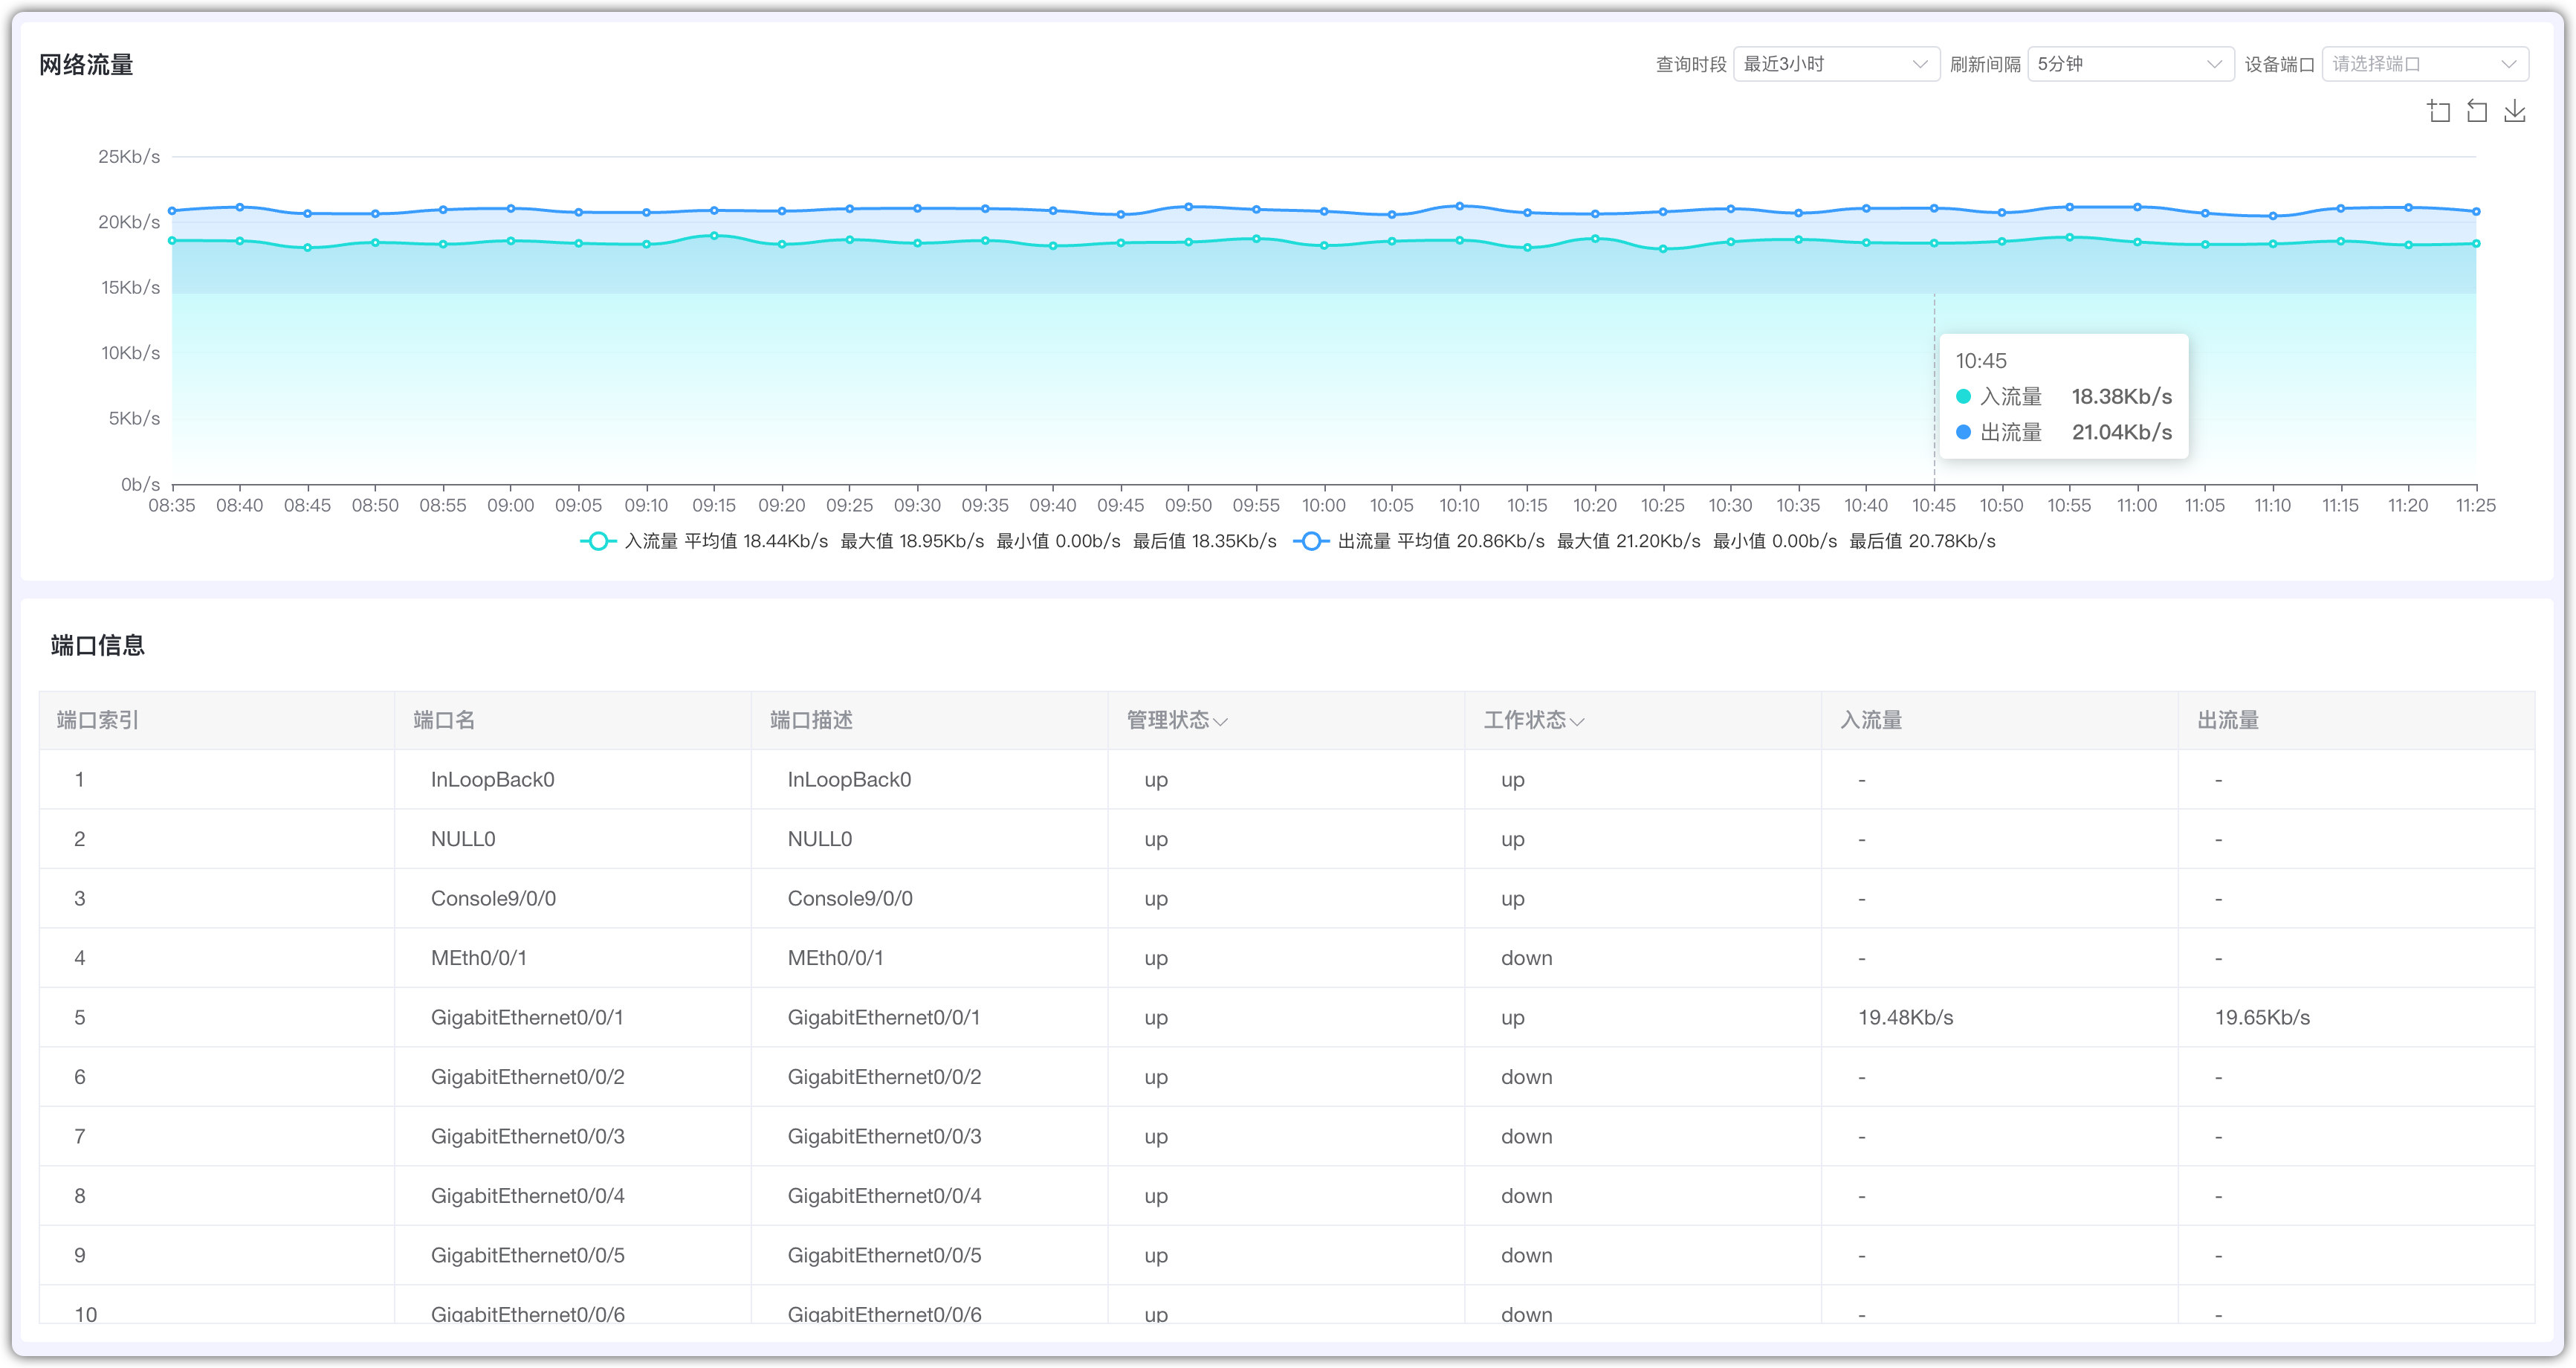 网络流量
查询时段 最近3小时 刷新间隔 5分钟 设备端口 请选择端口
25Kb/s
20Kb/s
15Kb/s
10Kb/s
5Kb/s
0b/s
10:45
入流量 18.38Kb/s
出流量 21.04Kb/s
08:35 08:40 08:45 08:50 08:55 09:00 09:05 09:10 09:15 09:20 09:25 09:30 09:35 09:40 09:45 09:50 09:55 10:00 10:05 10:10 10:15 10:20 10:25 10:30 10:35 10:40 10:45 10:50 10:55 11:00 11:05 11:10 11:15 11:20 11:25
入流量 平均值 18.44Kb/s 最大值 18.95Kb/s 最小值 0.00b/s 最后值 18.35Kb/s 出流量 平均值 20.86Kb/s 最大值 21.20Kb/s 最小值 0.00b/s 最后值 20.78Kb/s
端口信息
端口索引 端口名 端口描述 管理状态 工作状态 入流量 出流量
1 InLoopBack0 InLoopBack0 up up - -
2 NULL0 NULL0 up up - -
3 Console9/0/0 Console9/0/0 up up - -
4 MEth0/0/1 MEth0/0/1 up down - -
5 GigabitEthernet0/0/1 GigabitEthernet0/0/1 up up 19.48Kb/s 19.65Kb/s
6 GigabitEthernet0/0/2 GigabitEthernet0/0/2 up down - -
7 GigabitEthernet0/0/3 GigabitEthernet0/0/3 up down - -
8 GigabitEthernet0/0/4 GigabitEthernet0/0/4 up down - -
9 GigabitEthernet0/0/5 GigabitEthernet0/0/5 up down - -
10 GigabitEthernet0/0/6 GigabitEthernet0/0/6 up down - -